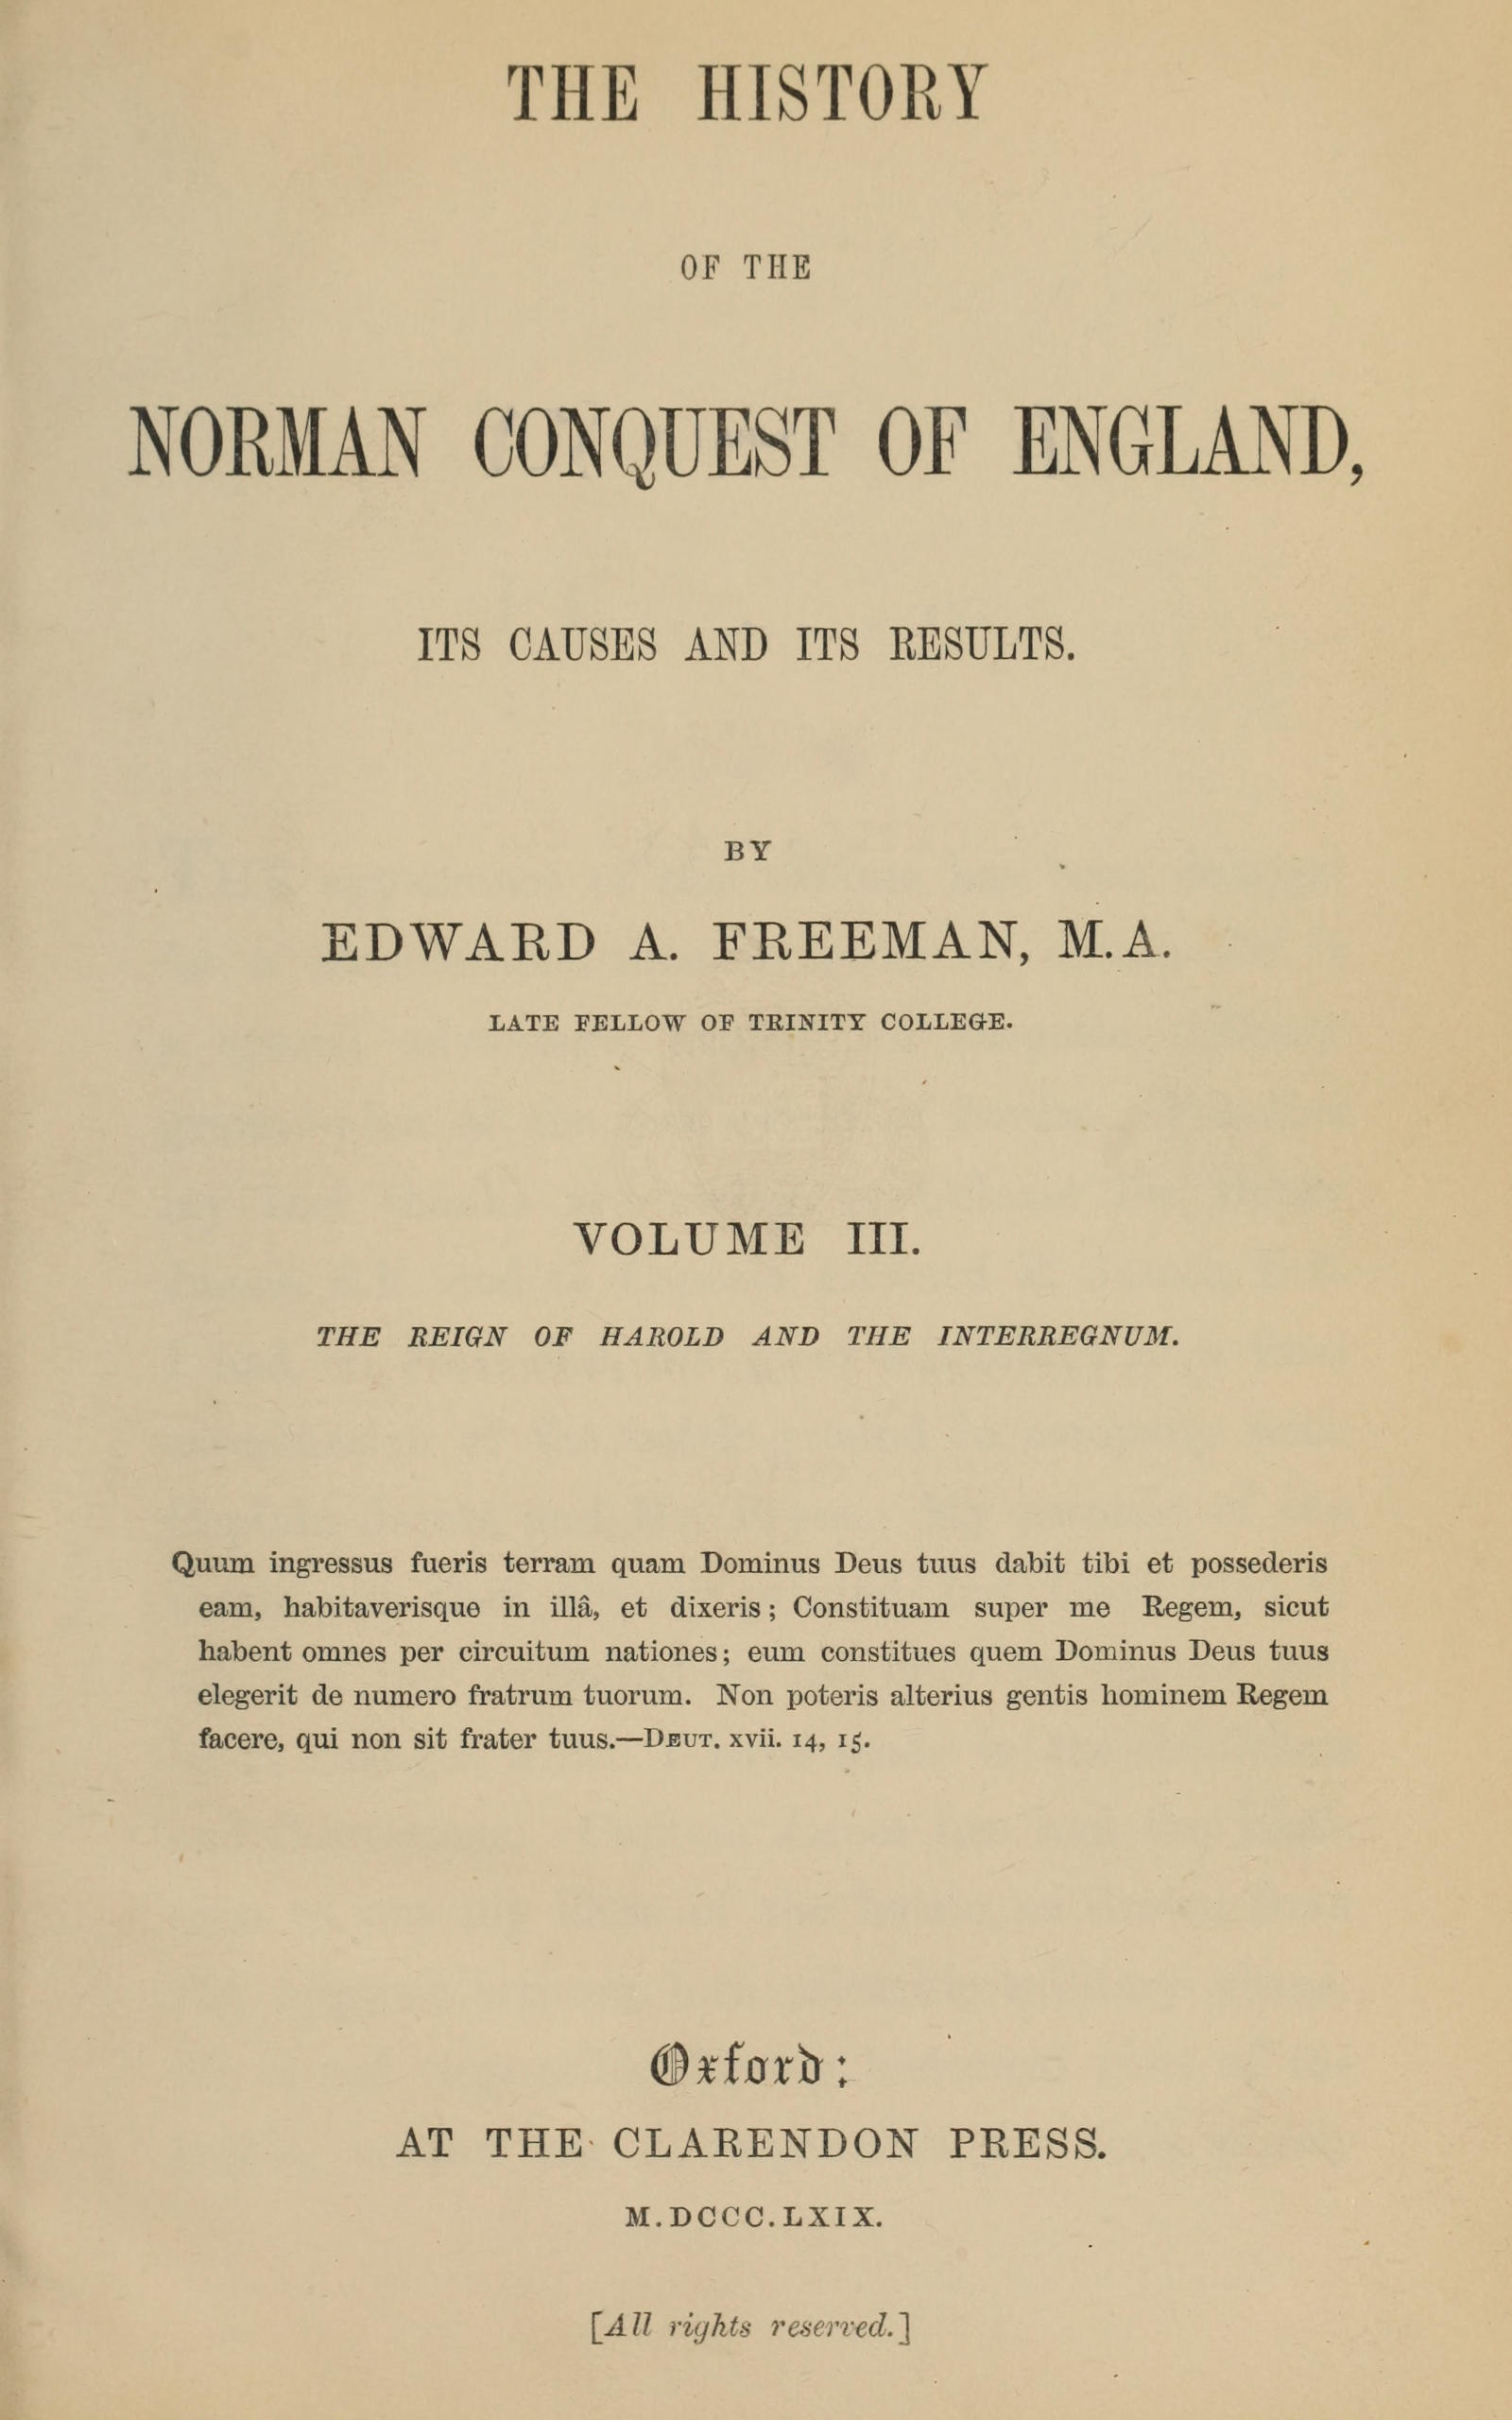 THE HISTORY
OF THE
NORMAN CONQUEST OF ENGLAND,
ITS CAUSES AND ITS RESULTS.
BY
EDWARD A. FREEMAN, M.A.
LATE FELLOW OF TRINITY COLLEGE.
VOLUME III.
THE REIGN OF HAROLD AND THE INTERREGNUM.
Quum ingressus fueris terram quam Dominus Deus tuus dabit tibi et possederis
eam, habitaverisque in illâ, et dixeris; Constituam super me Regem, sicut
habent omnes per circuitum nationes; eum constitues quem Dominus Deus tuus
elegerit de numero fratrum tuorum. Non poteris alterius gentis hominem Regem
facere, qui non sit frater tuus.—DEUT. xvii. 14, 15.
Oxford:
AT THE CLARENDON PRESS.
M.DCCC.LXIX.
[All rights reserved.]